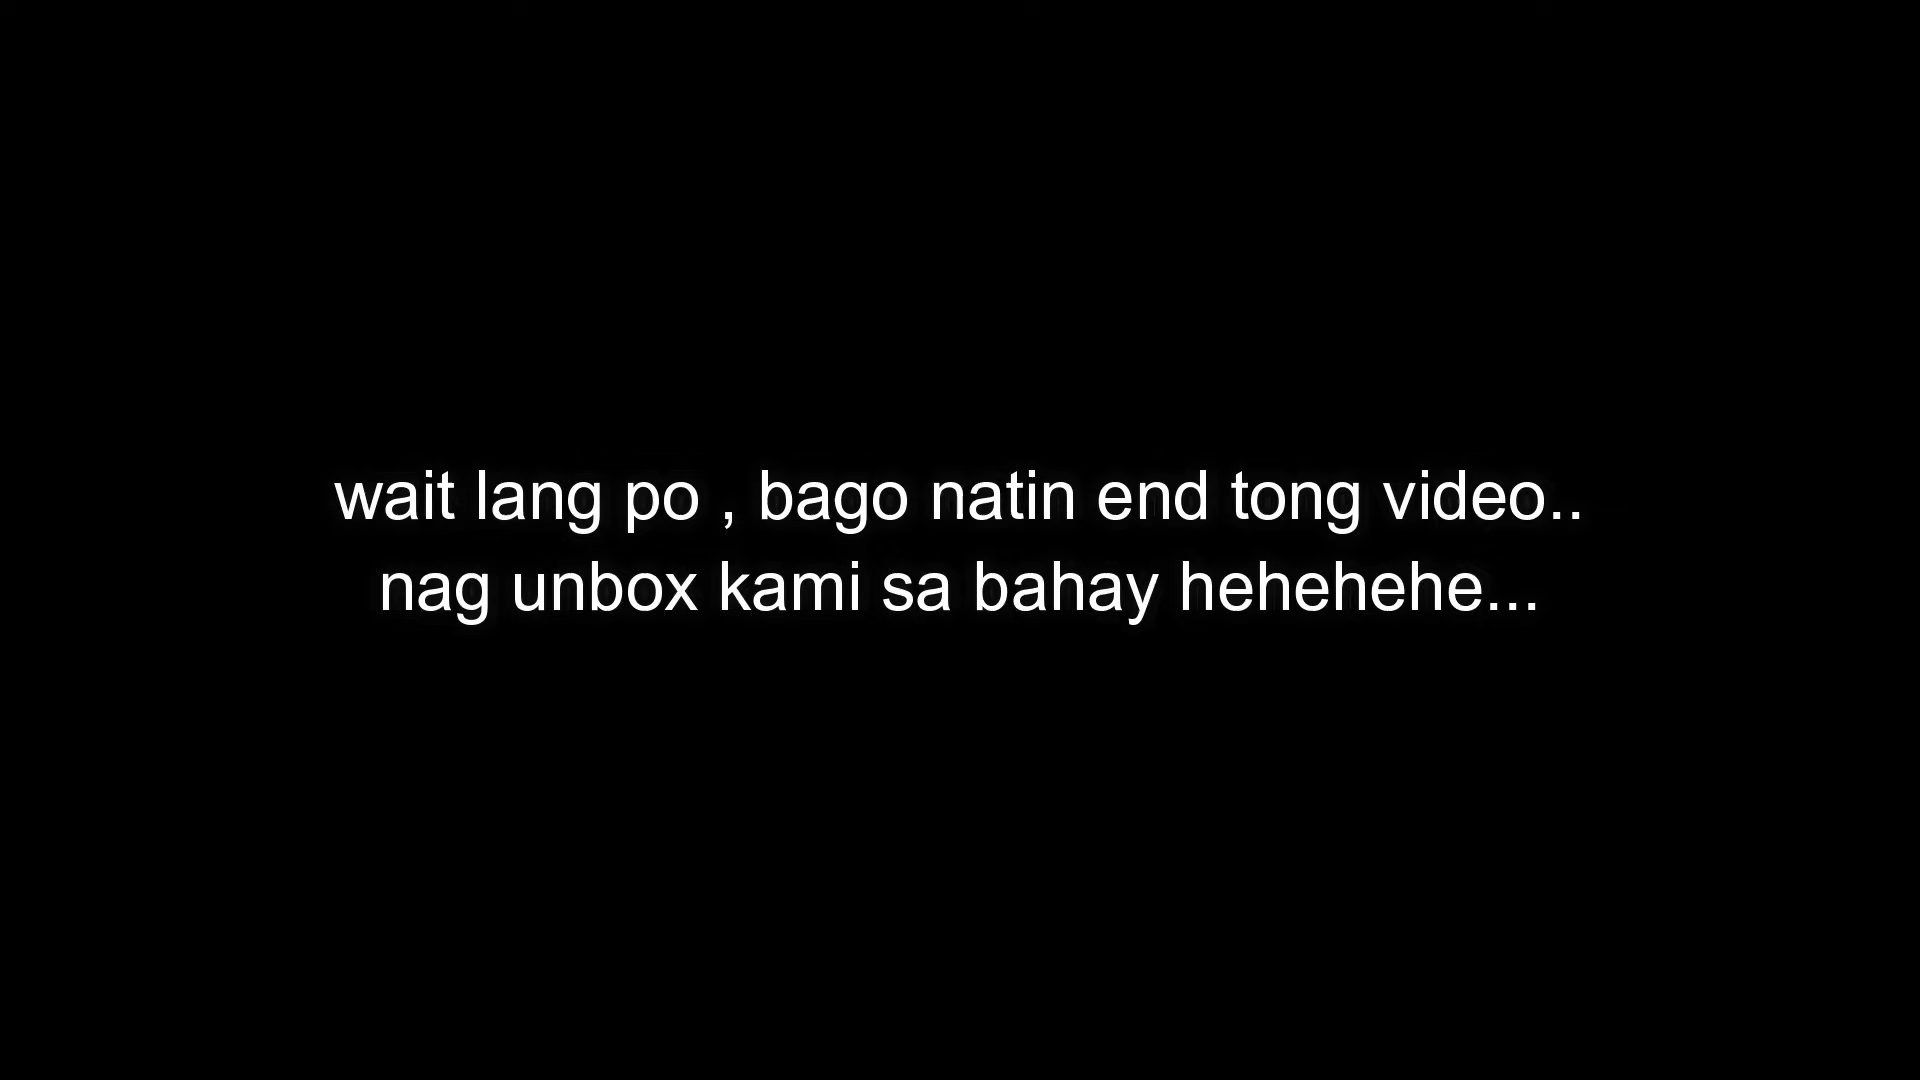 wait lang po , bago natin end tong video..
nag unbox kami sa bahay hehehehe...